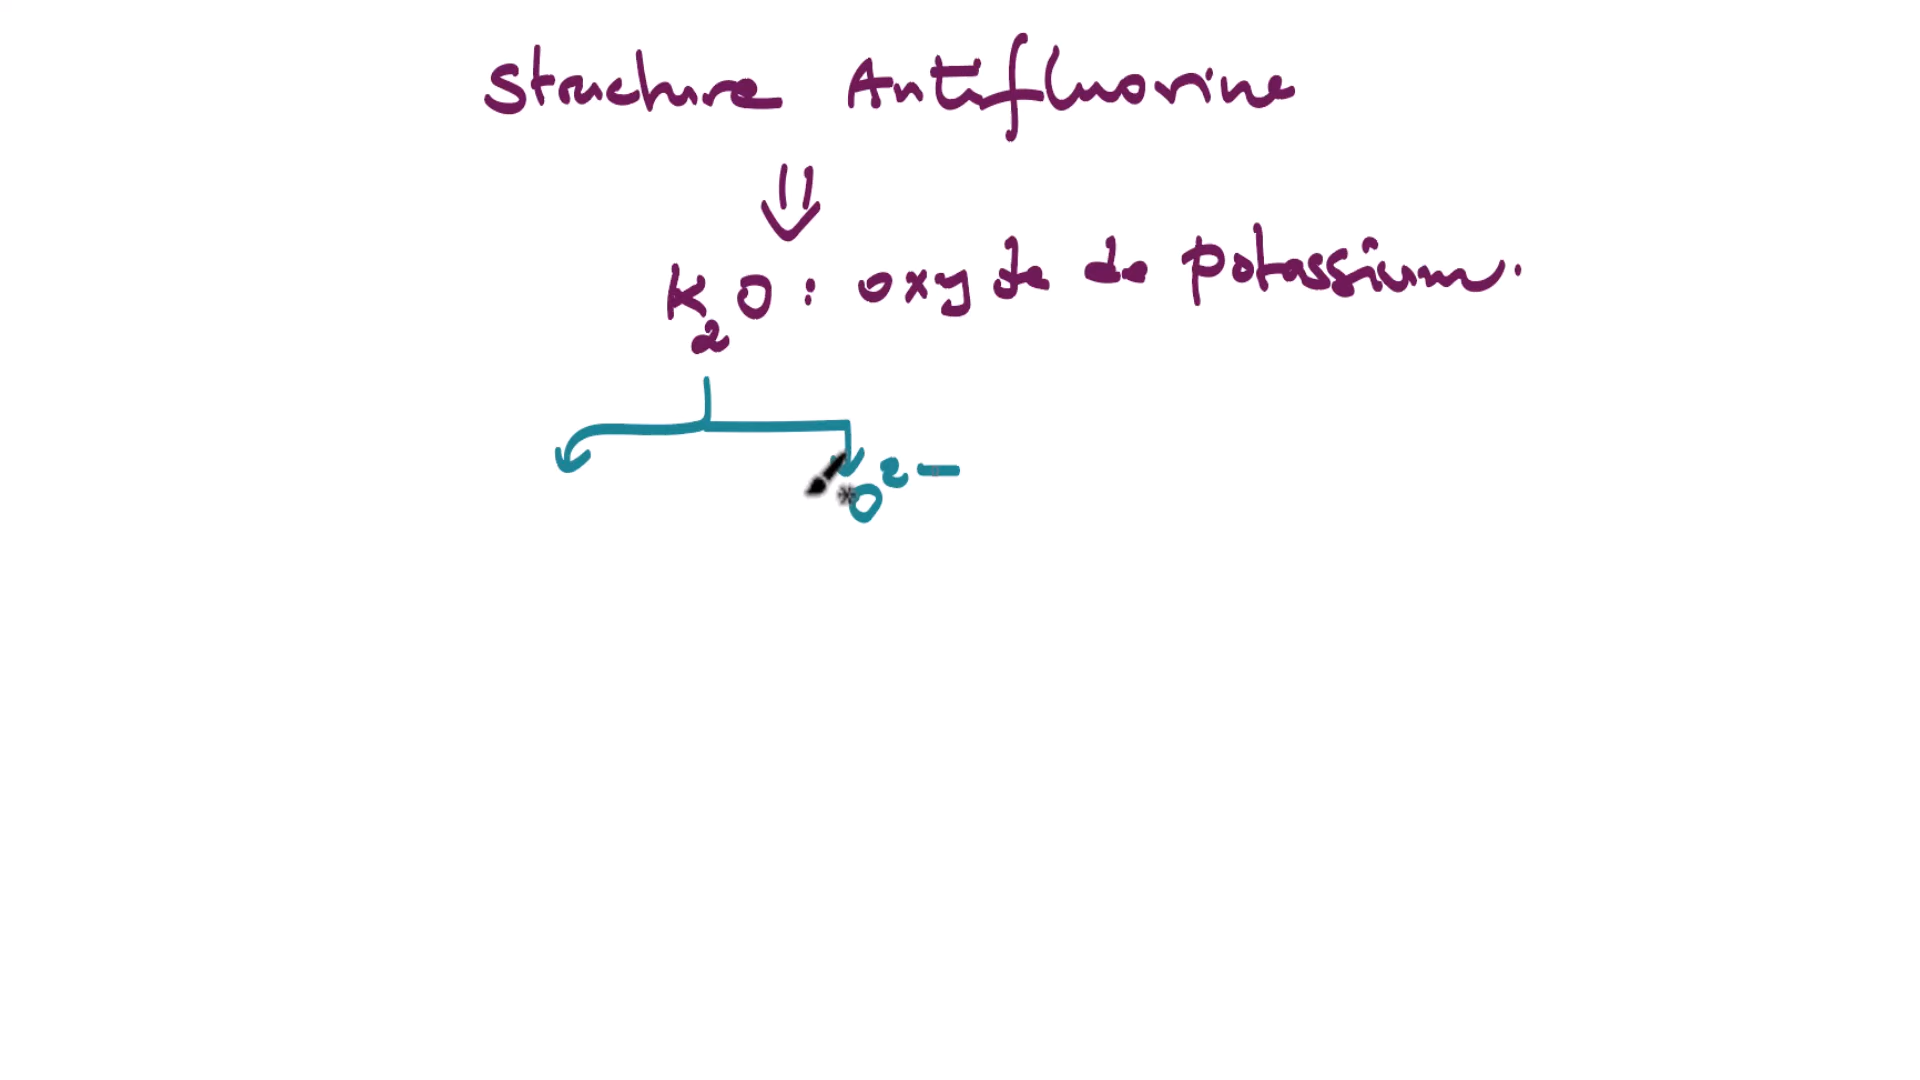 Structure Antifluorine
⇓
K₂O : oxyde de potassium.
O²⁻